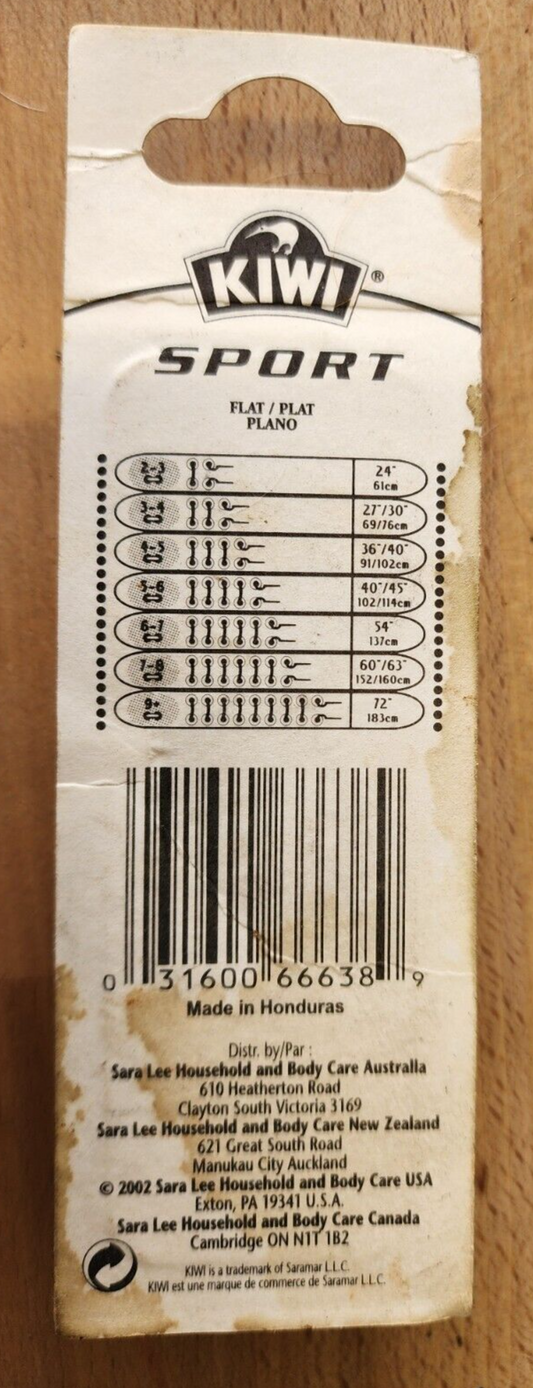 KIWI®
SPORT
FLAT / PLAT
PLANO
2-3 24"
61cm
3-4 27"/30"
69/76cm
4-5 36"/40"
91/102cm
5-6 40"/45"
102/114cm
6-7 54"
137cm
7-8 60"/63"
152/160cm
9+ 72"
183cm
0 31600 66638 9
Made in Honduras
Distr. by/Par :
Sara Lee Household and Body Care Australia
610 Heatherton Road
Clayton South Victoria 3169
Sara Lee Household and Body Care New Zealand
621 Great South Road
Manukau City Auckland
© 2002 Sara Lee Household and Body Care USA
Exton, PA 19341 U.S.A.
Sara Lee Household and Body Care Canada
Cambridge ON N1T 1B2
KIWI is a trademark of Saramar L.L.C.
KIWI est une marque de commerce de Saramar L.L.C.